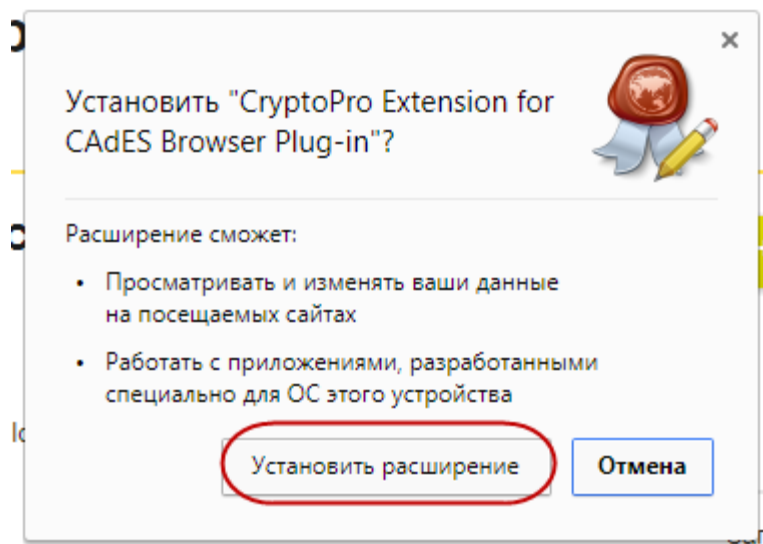 Установить "CryptoPro Extension for
CAdES Browser Plug-in"?
Расширение сможет:
• Просматривать и изменять ваши данные
на посещаемых сайтах
• Работать с приложениями, разработанными
специально для ОС этого устройства
Установить расширение
Отмена